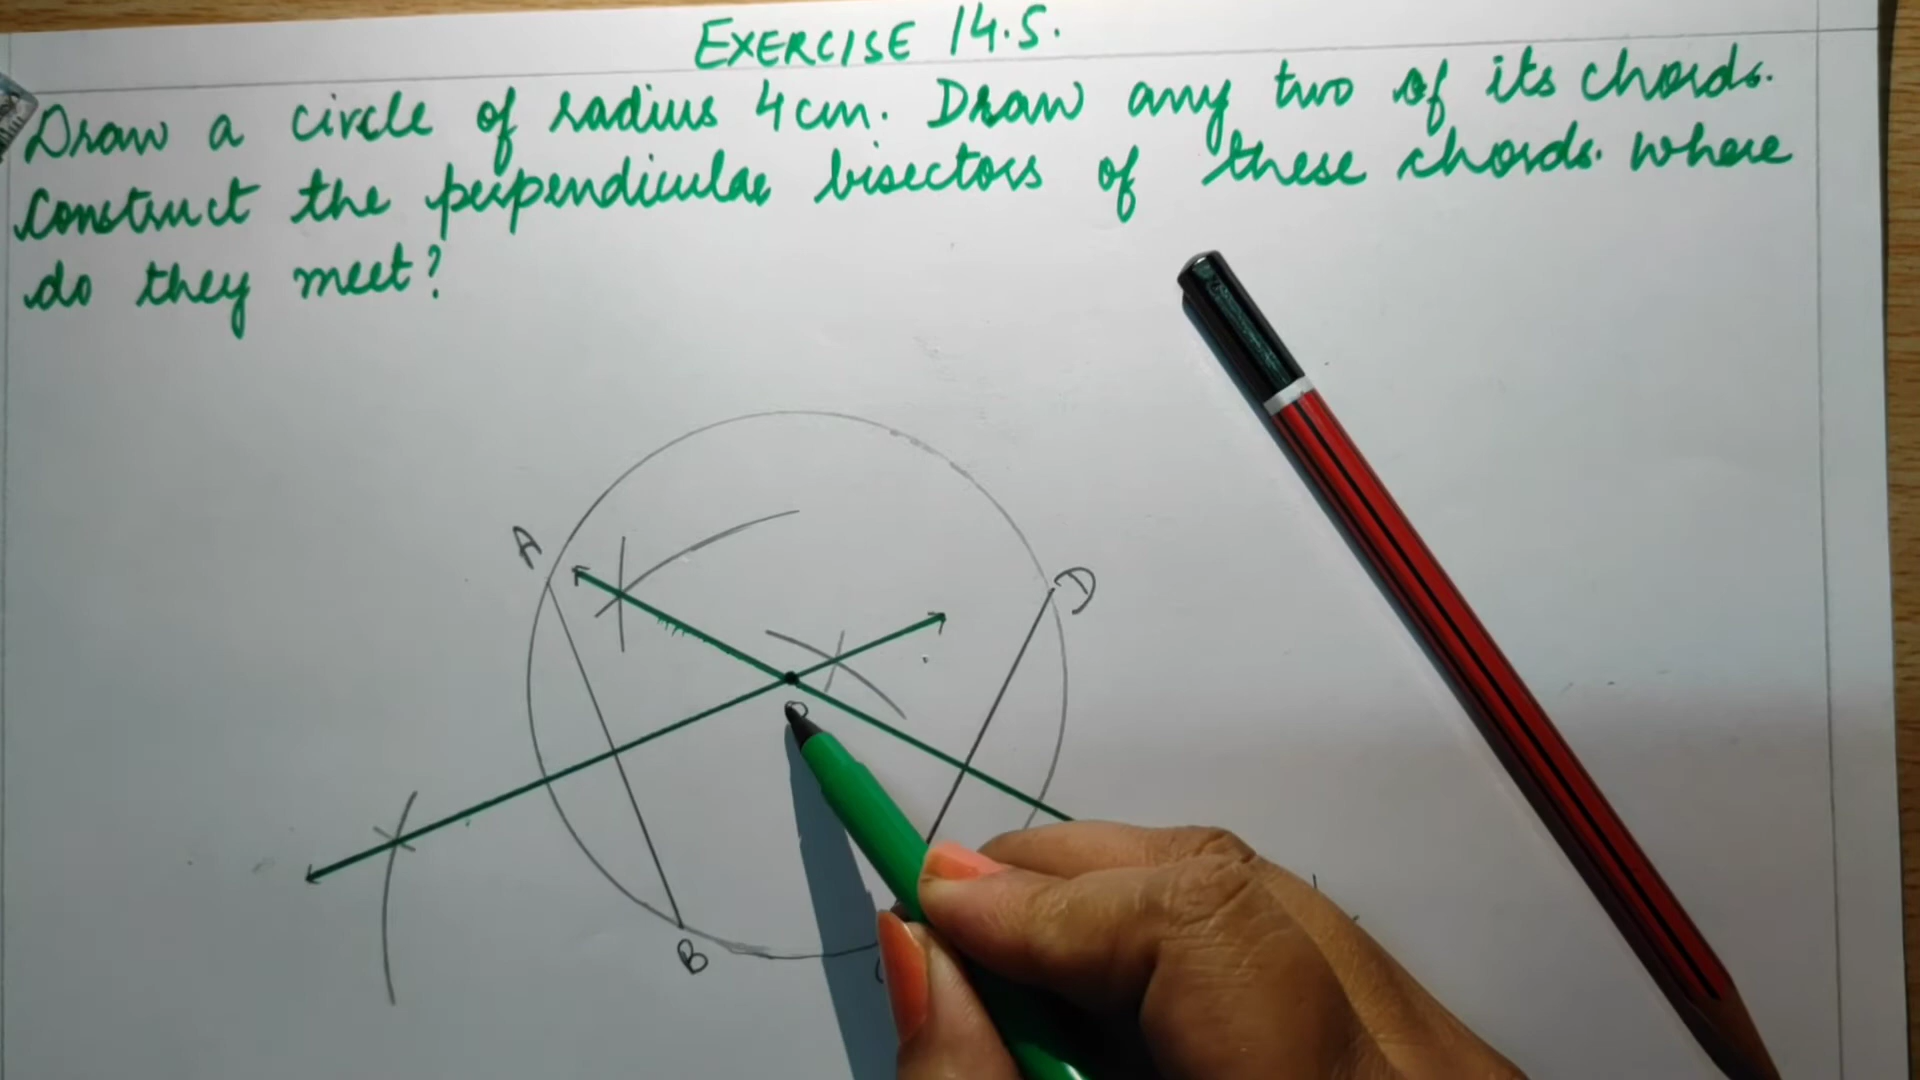 EXERCISE 14.5.
Draw a circle of radius 4cm. Draw any two of its chords.
Construct the perpendicular bisectors of these chords. Where
do they meet?
A
D
O
B